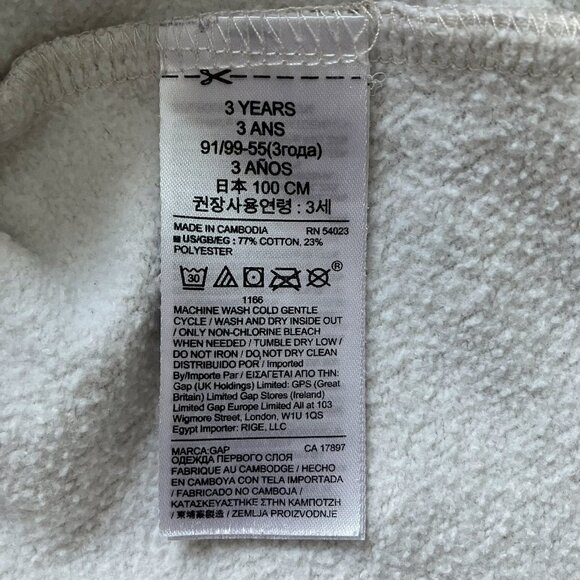 3 YEARS
3 ANS
91/99-55(3года)
3 AÑOS
日本 100 CM
권장사용연령 : 3세
MADE IN CAMBODIA RN 54023
US/GB/EG : 77% COTTON, 23%
POLYESTER
30
®
1166
MACHINE WASH COLD GENTLE
CYCLE / WASH AND DRY INSIDE OUT
/ ONLY NON-CHLORINE BLEACH
WHEN NEEDED / TUMBLE DRY LOW /
DO NOT IRON / DO NOT DRY CLEAN
DISTRIBUIDO POR / Imported
By/Importe Par / ΕΙΣΑΓΕΤΑΙ ΑΠΟ ΤΗΝ:
Gap (UK Holdings) Limited: GPS (Great
Britain) Limited Gap Stores (Ireland)
Limited Gap Europe Limited All at 103
Wigmore Street, London, W1U 1QS
Egypt Importer: RIGE, LLC
MARCA:GAP CA 17897
ОДЕЖДА ПЕРВОГО СЛОЯ
FABRIQUE AU CAMBODGE / HECHO
EN CAMBOYA CON TELA IMPORTADA
/ FABRICADO NO CAMBOJA /
ΚΑΤΑΣΚΕΥΑΣΤΗΚΕ ΣΤΗΝ ΚΑΜΠΟΤΖΗ
/ 柬埔寨製造 / ZEMLJA PROIZVODNJE